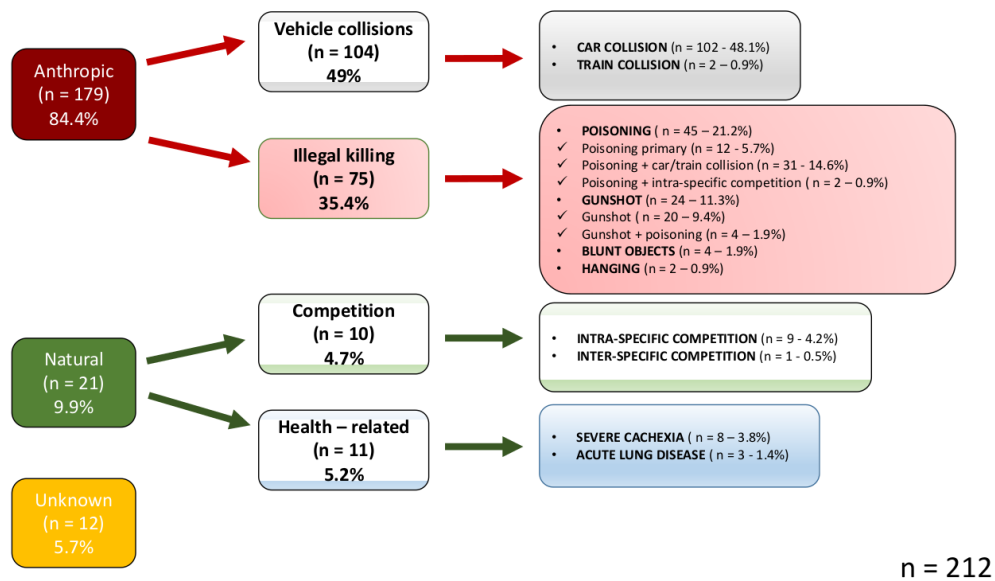 Anthropic
(n = 179)
84.4%
Vehicle collisions
(n = 104)
49%
• CAR COLLISION (n = 102 - 48.1%)
• TRAIN COLLISION (n = 2 – 0.9%)
Illegal killing
(n = 75)
35.4%
• POISONING ( n = 45 – 21.2%)
✓ Poisoning primary (n = 12 - 5.7%)
✓ Poisoning + car/train collision (n = 31 - 14.6%)
✓ Poisoning + intra-specific competition ( n = 2 – 0.9%)
• GUNSHOT (n = 24 – 11.3%)
✓ Gunshot (n = 20 – 9.4%)
✓ Gunshot + poisoning (n = 4 – 1.9%)
• BLUNT OBJECTS (n = 4 – 1.9%)
• HANGING (n = 2 – 0.9%)
Natural
(n = 21)
9.9%
Competition
(n = 10)
4.7%
• INTRA-SPECIFIC COMPETITION (n = 9 - 4.2%)
• INTER-SPECIFIC COMPETITION (n = 1 - 0.5%)
Health – related
(n = 11)
5.2%
• SEVERE CACHEXIA ( n = 8 – 3.8%)
• ACUTE LUNG DISEASE ( n = 3 - 1.4%)
Unknown
(n = 12)
5.7%
n = 212